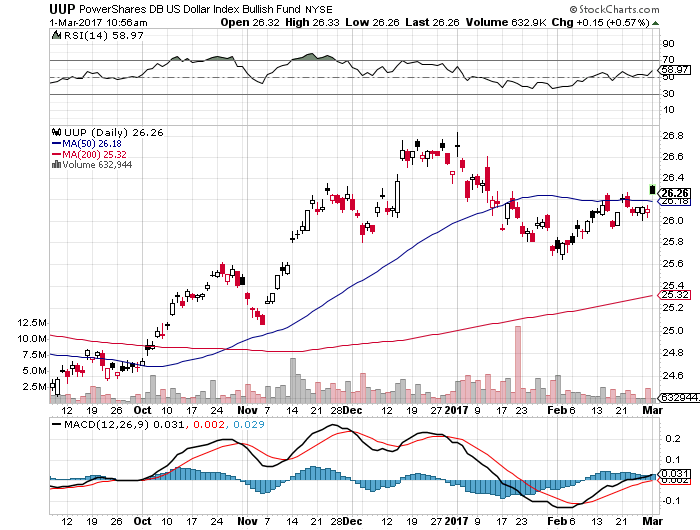 UUP PowerShares DB US Dollar Index Bullish Fund NYSE © StockCharts.com
1-Mar-2017 10:56am Open 26.32 High 26.33 Low 26.26 Last 26.26 Volume 632.9K Chg +0.15 (+0.57%)
RSI(14) 58.97
90
70
58.97
50
30
10
UUP (Daily) 26.26
MA(50) 26.18
MA(200) 25.32
Volume 632,944
26.8
26.6
26.4
26.26
26.18
26.0
25.8
25.6
25.4
25.32
25.2
25.0
24.8
24.6
12.5M
10.0M
7.5M
5.0M
2.5M
632944
12 19 26 Oct 10 17 24 Nov 7 14 21 28 Dec 12 19 27 2017 9 17 23 Feb 6 13 21 Mar
MACD(12,26,9) 0.031, 0.002, 0.029
0.2
0.1
0.031
0.002
-0.1
12 19 26 Oct 10 17 24 Nov 7 14 21 28 Dec 12 19 27 2017 9 17 23 Feb 6 13 21 Mar